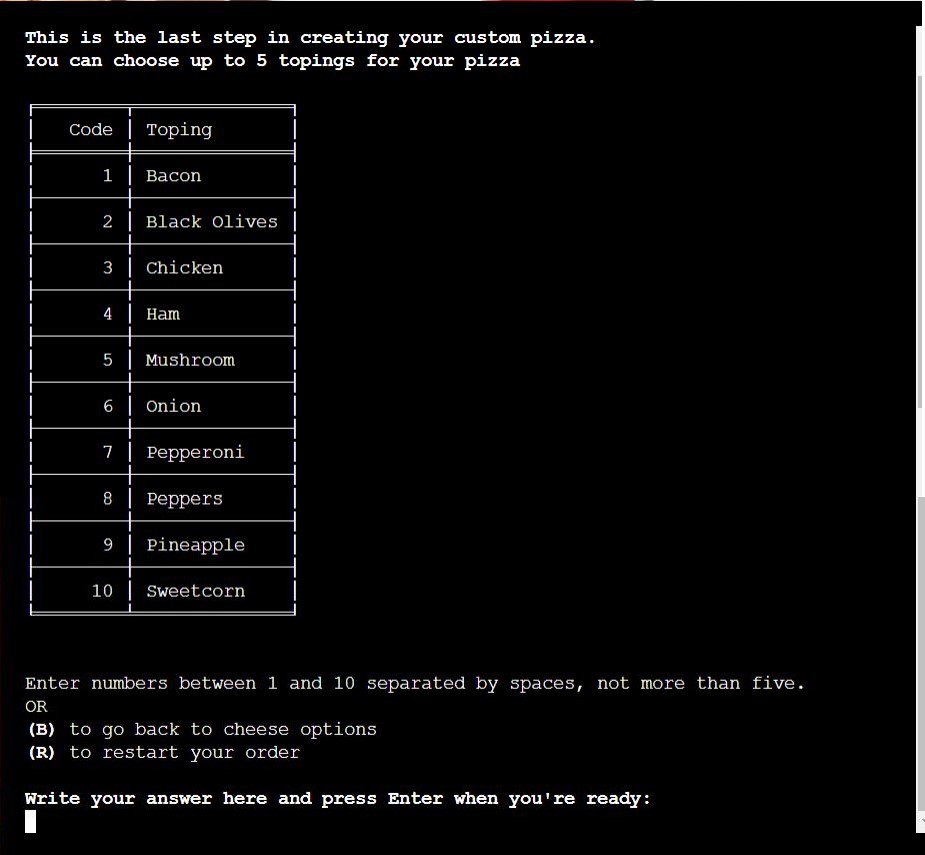 This is the last step in creating your custom pizza.
You can choose up to 5 topings for your pizza
Code Toping
1 Bacon
2 Black Olives
3 Chicken
4 Ham
5 Mushroom
6 Onion
7 Pepperoni
8 Peppers
9 Pineapple
10 Sweetcorn
Enter numbers between 1 and 10 separated by spaces, not more than five.
OR
(B) to go back to cheese options
(R) to restart your order
Write your answer here and press Enter when you're ready: